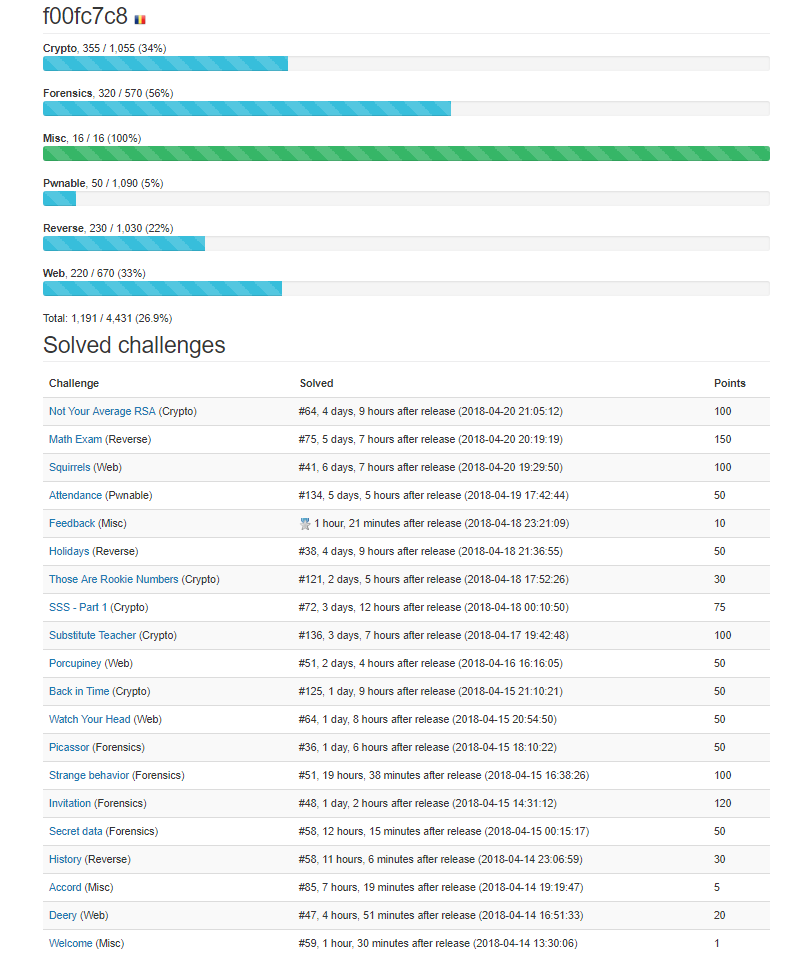 f00fc7c8
Crypto, 355 / 1,055 (34%)
Forensics, 320 / 570 (56%)
Misc, 16 / 16 (100%)
Pwnable, 50 / 1,090 (5%)
Reverse, 230 / 1,030 (22%)
Web, 220 / 670 (33%)
Total: 1,191 / 4,431 (26.9%)
Solved challenges
Challenge Solved Points
Not Your Average RSA (Crypto) #64, 4 days, 9 hours after release (2018-04-20 21:05:12) 100
Math Exam (Reverse) #75, 5 days, 7 hours after release (2018-04-20 20:19:19) 150
Squirrels (Web) #41, 6 days, 7 hours after release (2018-04-20 19:29:50) 100
Attendance (Pwnable) #134, 5 days, 5 hours after release (2018-04-19 17:42:44) 50
Feedback (Misc) 1 hour, 21 minutes after release (2018-04-18 23:21:09) 10
Holidays (Reverse) #38, 4 days, 9 hours after release (2018-04-18 21:36:55) 50
Those Are Rookie Numbers (Crypto) #121, 2 days, 5 hours after release (2018-04-18 17:52:26) 30
SSS - Part 1 (Crypto) #72, 3 days, 12 hours after release (2018-04-18 00:10:50) 75
Substitute Teacher (Crypto) #136, 3 days, 7 hours after release (2018-04-17 19:42:48) 100
Porcupiney (Web) #51, 2 days, 4 hours after release (2018-04-16 16:16:05) 50
Back in Time (Crypto) #125, 1 day, 9 hours after release (2018-04-15 21:10:21) 50
Watch Your Head (Web) #64, 1 day, 8 hours after release (2018-04-15 20:54:50) 50
Picassor (Forensics) #36, 1 day, 6 hours after release (2018-04-15 18:10:22) 50
Strange behavior (Forensics) #51, 19 hours, 38 minutes after release (2018-04-15 16:38:26) 100
Invitation (Forensics) #48, 1 day, 2 hours after release (2018-04-15 14:31:12) 120
Secret data (Forensics) #58, 12 hours, 15 minutes after release (2018-04-15 00:15:17) 50
History (Reverse) #58, 11 hours, 6 minutes after release (2018-04-14 23:06:59) 30
Accord (Misc) #85, 7 hours, 19 minutes after release (2018-04-14 19:19:47) 5
Deery (Web) #47, 4 hours, 51 minutes after release (2018-04-14 16:51:33) 20
Welcome (Misc) #59, 1 hour, 30 minutes after release (2018-04-14 13:30:06) 1